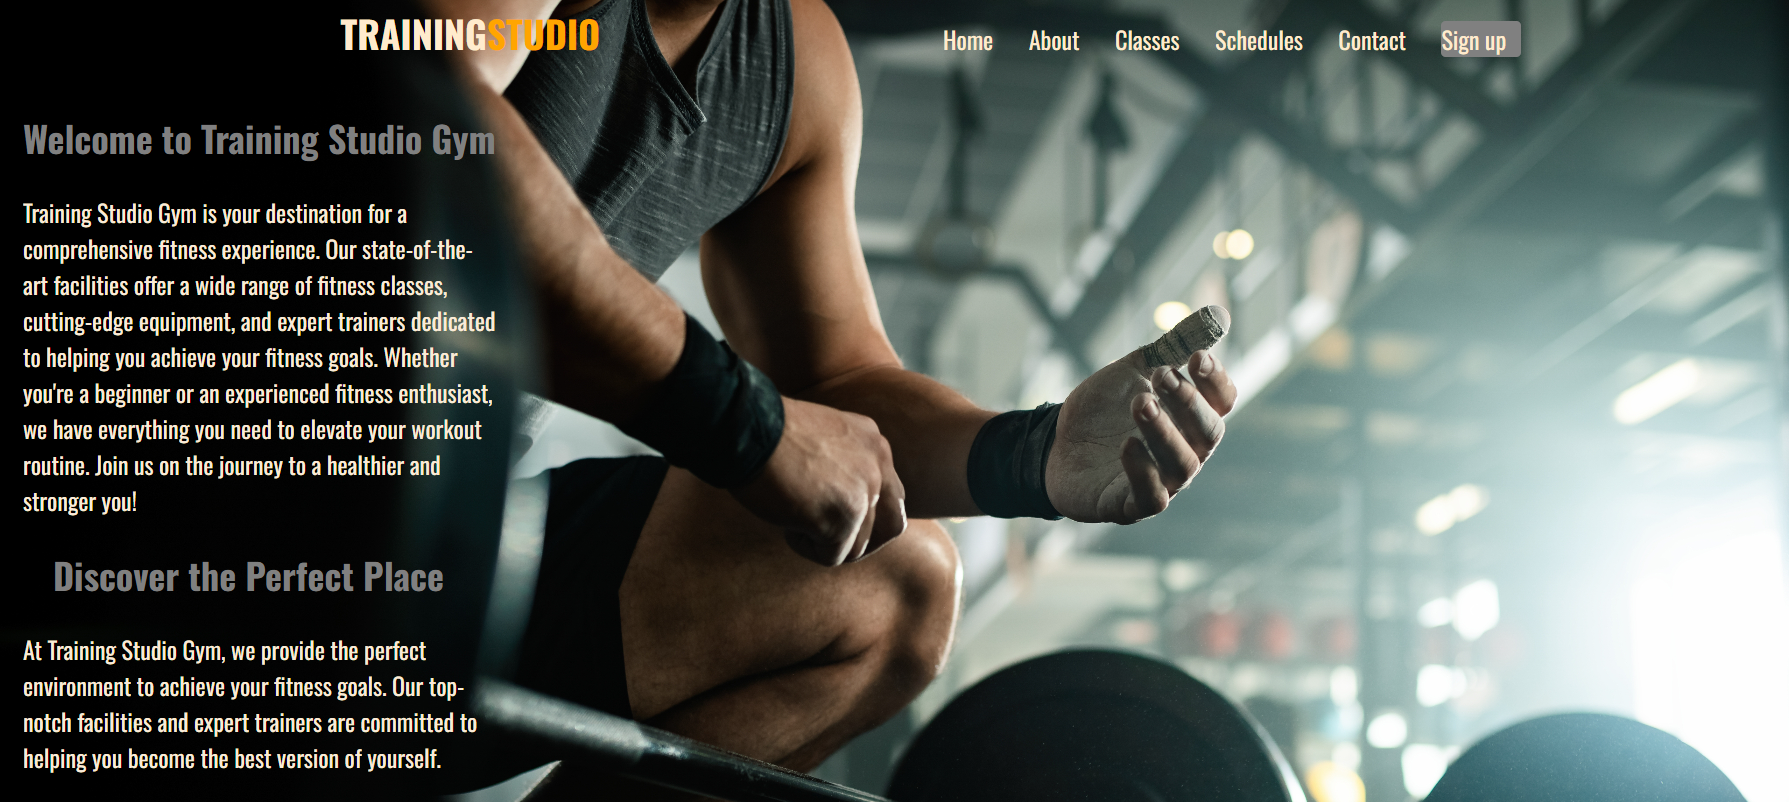 TRAININGSTUDIO
Home About Classes Schedules Contact Sign up
Welcome to Training Studio Gym
Training Studio Gym is your destination for a
comprehensive fitness experience. Our state-of-the-
art facilities offer a wide range of fitness classes,
cutting-edge equipment, and expert trainers dedicated
to helping you achieve your fitness goals. Whether
you're a beginner or an experienced fitness enthusiast,
we have everything you need to elevate your workout
routine. Join us on the journey to a healthier and
stronger you!
Discover the Perfect Place
At Training Studio Gym, we provide the perfect
environment to achieve your fitness goals. Our top-
notch facilities and expert trainers are committed to
helping you become the best version of yourself.